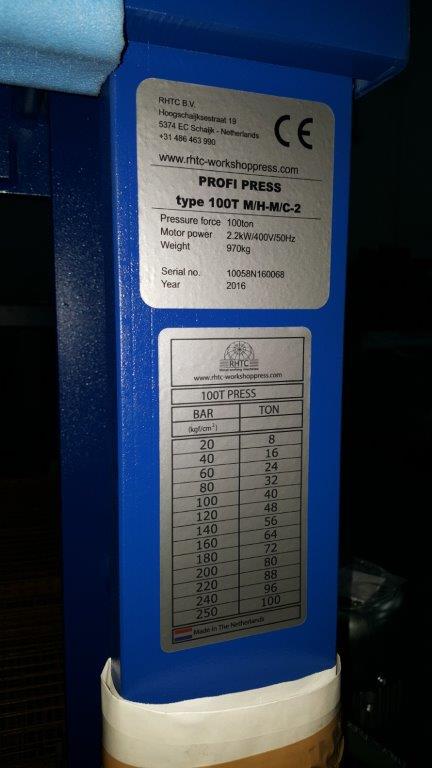 RHTC B.V.
Hoogschaijksestraat 19
5374 EC Schaijk - Netherlands
+31 486 463 990
CE
www.rhtc-workshoppress.com
PROFI PRESS
type 100T M/H-M/C-2
Pressure force 100ton
Motor power 2.2kW/400V/50Hz
Weight 970kg
Serial no. 10058N160068
Year 2016
RHTC
metal working machines
www.rhtc-workshoppress.com
100T PRESS
BAR TON
(kgf/cm²)
20 8
40 16
60 24
80 32
100 40
120 48
140 56
160 64
180 72
200 80
220 88
240 96
250 100
Made in The Netherlands